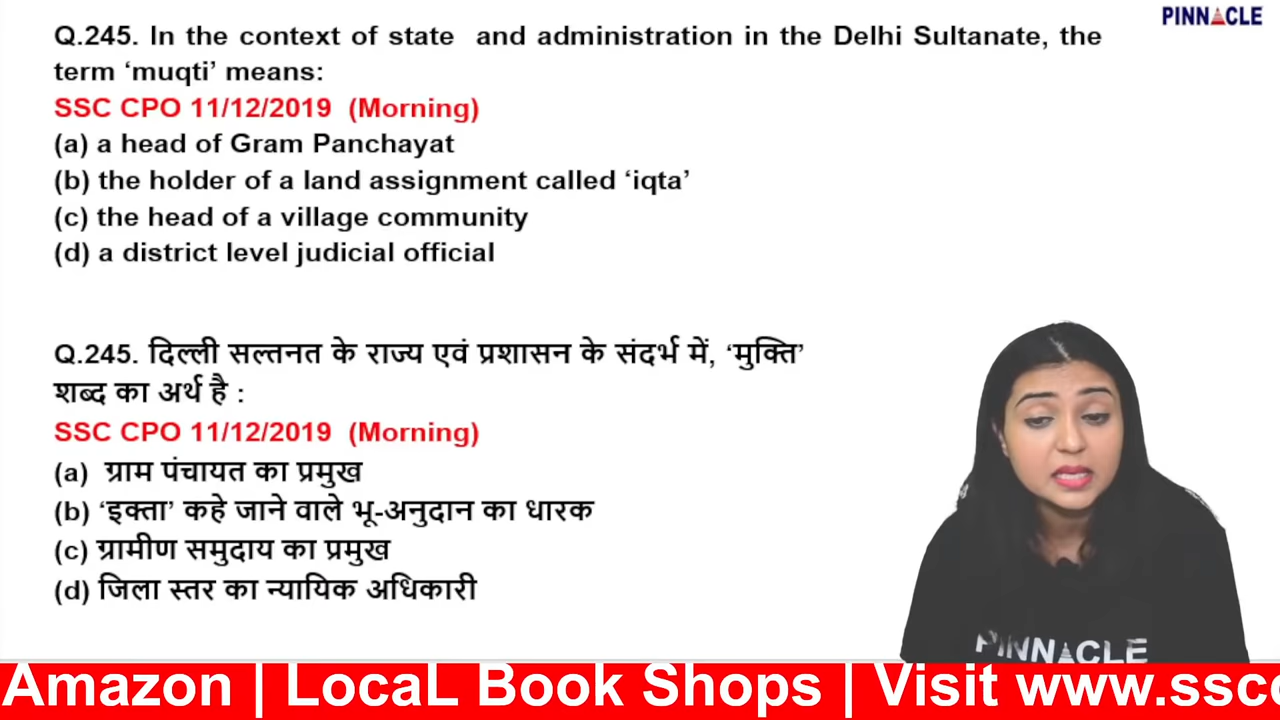 PINNACLE
Q.245. In the context of state and administration in the Delhi Sultanate, the
term ‘muqti’ means:
SSC CPO 11/12/2019 (Morning)
(a) a head of Gram Panchayat
(b) the holder of a land assignment called ‘iqta’
(c) the head of a village community
(d) a district level judicial official
Q.245. दिल्ली सल्तनत के राज्य एवं प्रशासन के संदर्भ में, ‘मुक्ति’
शब्द का अर्थ है :
SSC CPO 11/12/2019 (Morning)
(a) ग्राम पंचायत का प्रमुख
(b) ‘इक्ता’ कहे जाने वाले भू-अनुदान का धारक
(c) ग्रामीण समुदाय का प्रमुख
(d) जिला स्तर का न्यायिक अधिकारी
PINNACLE
Amazon | LocaL Book Shops | Visit www.ssc